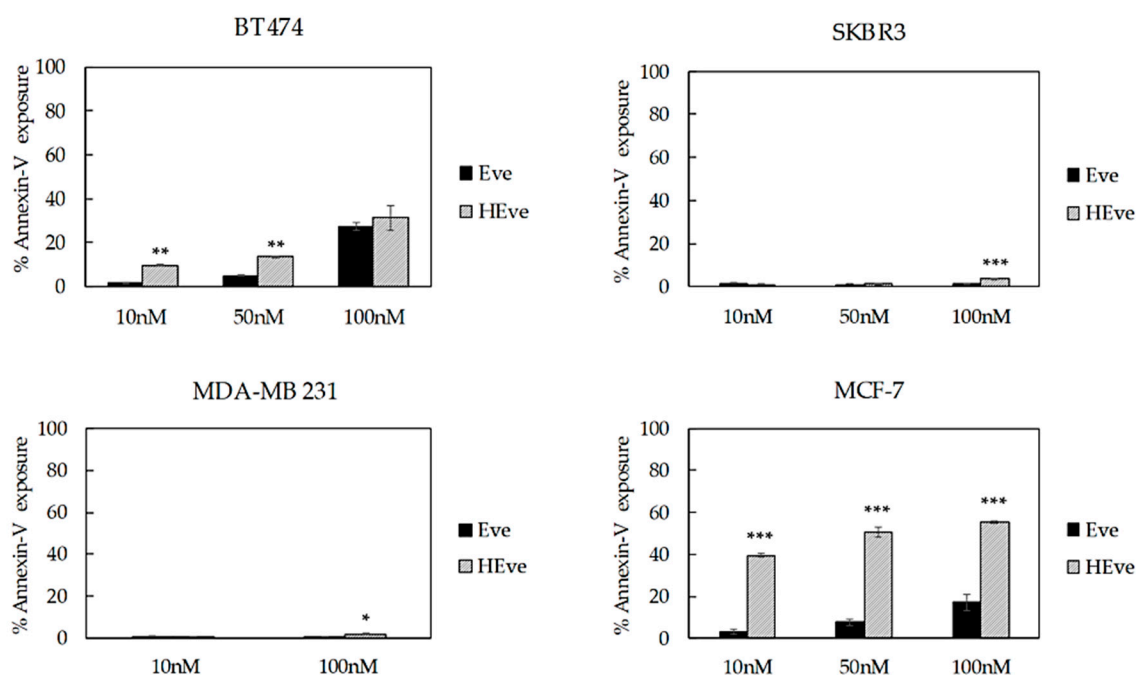 BT474
% Annexin-V exposure
100
80
60
40
20
0
**
**
10nM
50nM
100nM
Eve
HEve
SKBR3
% Annexin-V exposure
100
80
60
40
20
0
***
10nM
50nM
100nM
Eve
HEve
MDA-MB 231
% Annexin-V exposure
100
80
60
40
20
0
*
10nM
100nM
Eve
HEve
MCF-7
% Annexin-V exposure
100
80
60
40
20
0
***
***
***
10nM
50nM
100nM
Eve
HEve